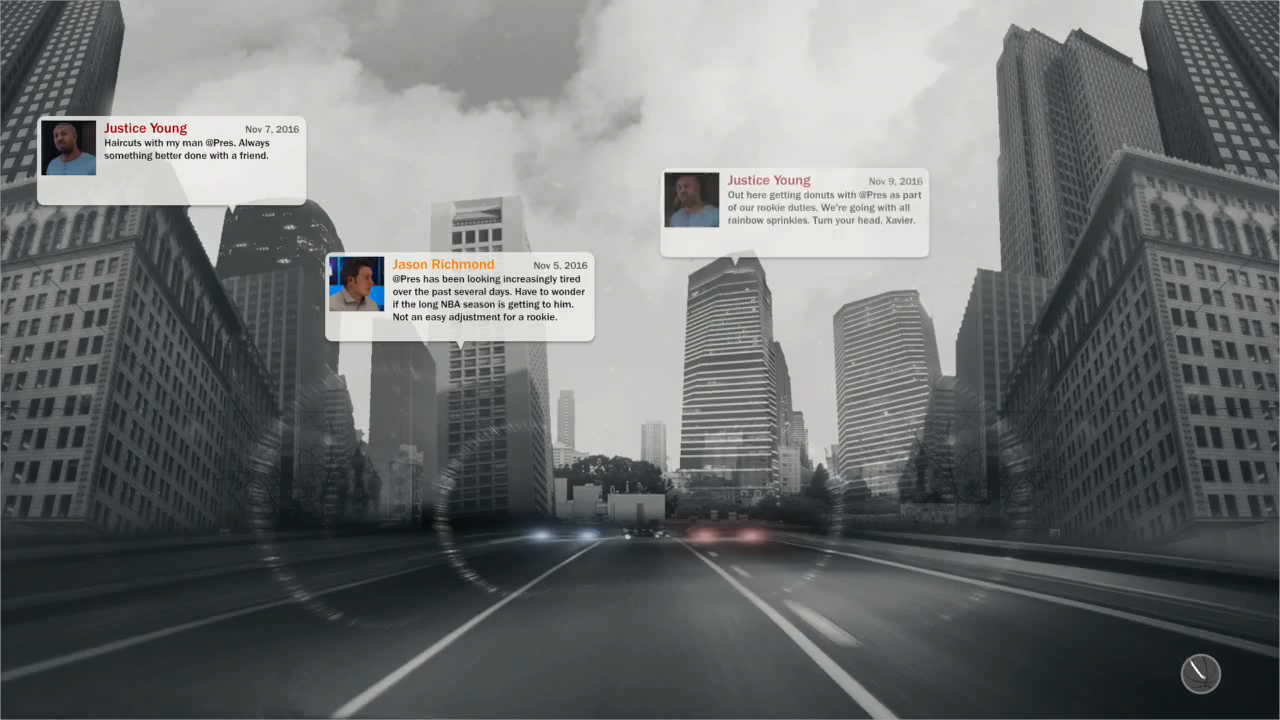 Justice Young Nov 7, 2016
Haircuts with my man @Pres. Always
something better done with a friend.
Jason Richmond Nov 5, 2016
@Pres has been looking increasingly tired
over the past several days. Have to wonder
if the long NBA season is getting to him.
Not an easy adjustment for a rookie.
Justice Young Nov 9, 2016
Out here getting donuts with @Pres as part
of our rookie duties. We're going with all
rainbow sprinkles. Turn your head, Xavier.